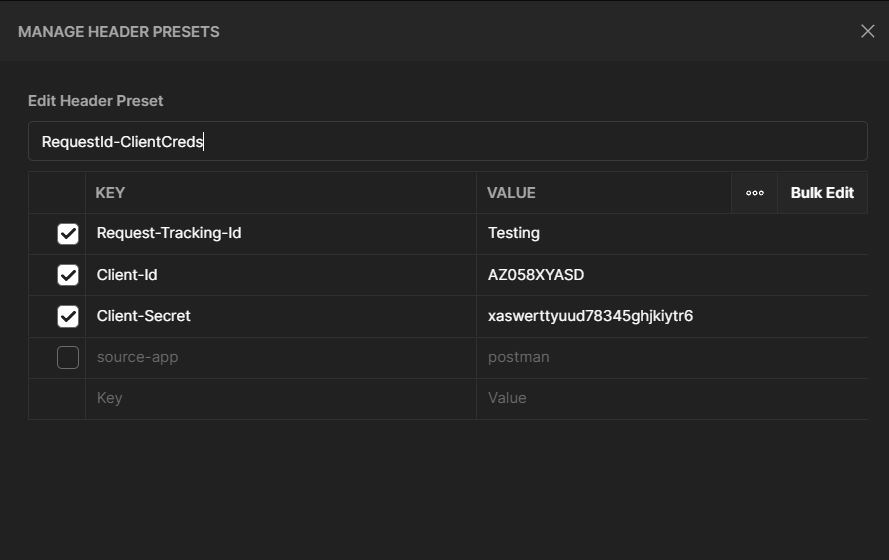 MANAGE HEADER PRESETS
Edit Header Preset
RequestId-ClientCreds
KEY VALUE Bulk Edit
Request-Tracking-Id Testing
Client-Id AZ058XYASD
Client-Secret xaswerttyuud78345ghjkiytr6
source-app postman
Key Value